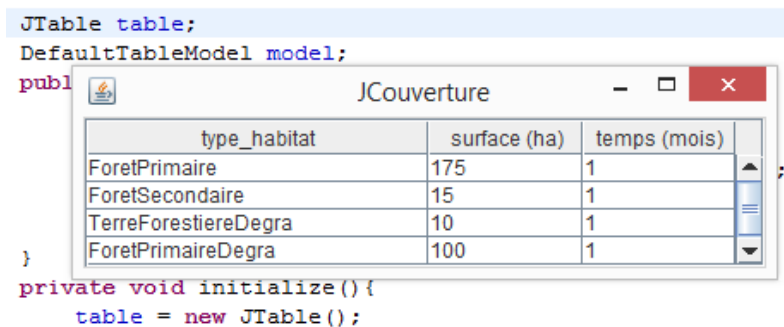 JTable table;
DefaultTableModel model;
publ
JCouverture
type_habitat surface (ha) temps (mois)
ForetPrimaire 175 1
ForetSecondaire 15 1
;
TerreForestiereDegra 10 1
ForetPrimaireDegra 100 1
}
private void initialize(){
table = new JTable();